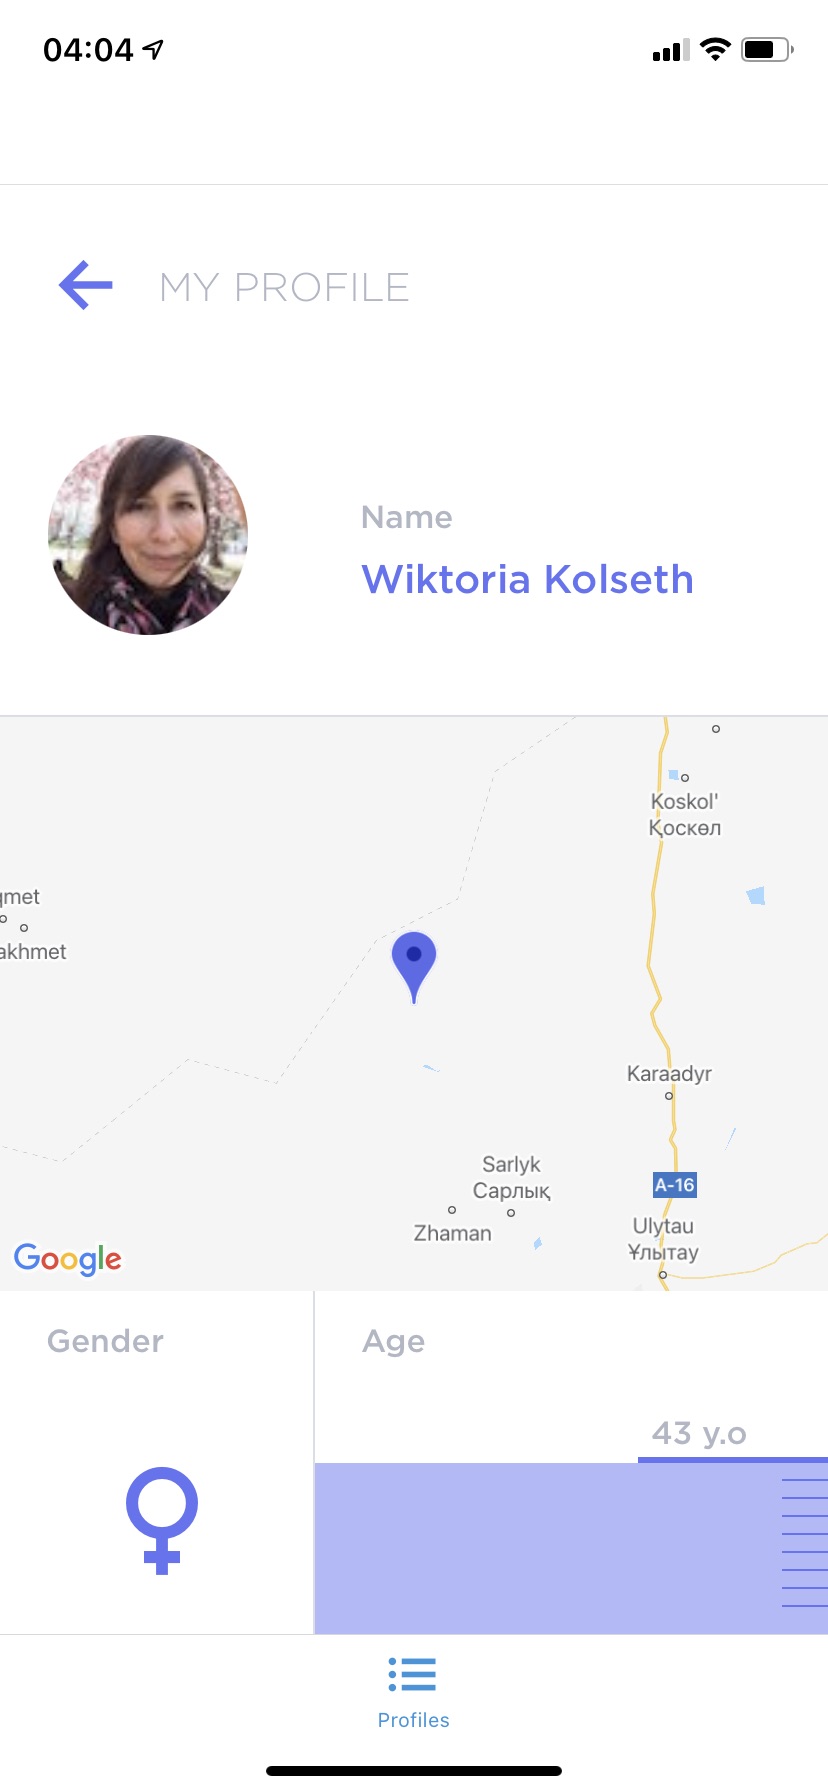 04:04
MY PROFILE
Name
Wiktoria Kolseth
Koskol'
Қоскөл
qmet
akhmet
Karaadyr
Sarlyk
Сарлық
A-16
Zhaman
Ulytau
Ұлытау
Google
Gender
Age
43 y.o
Profiles